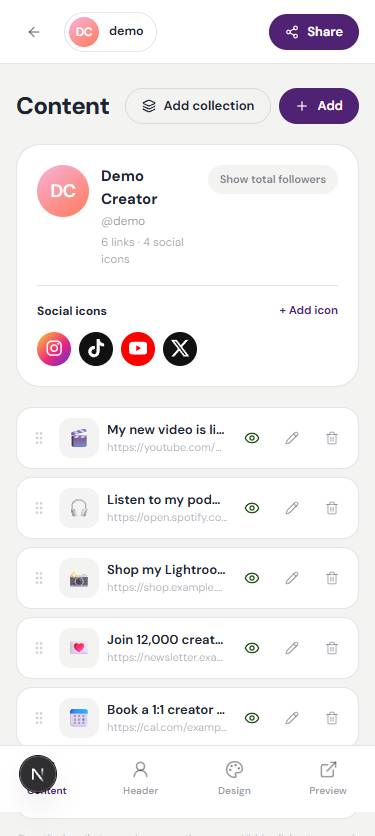 DC demo
Share
Content
Add collection
Add
DC
Demo
Creator
@demo
6 links · 4 social
icons
Show total followers
Social icons
+ Add icon
My new video is li...
https://youtube.com/...
Listen to my pod...
https://open.spotify.co...
Shop my Lightroo...
https://shop.example....
Join 12,000 creat...
https://newsletter.exa...
Book a 1:1 creator ...
https://cal.com/examp...
N
Content
Header
Design
Preview